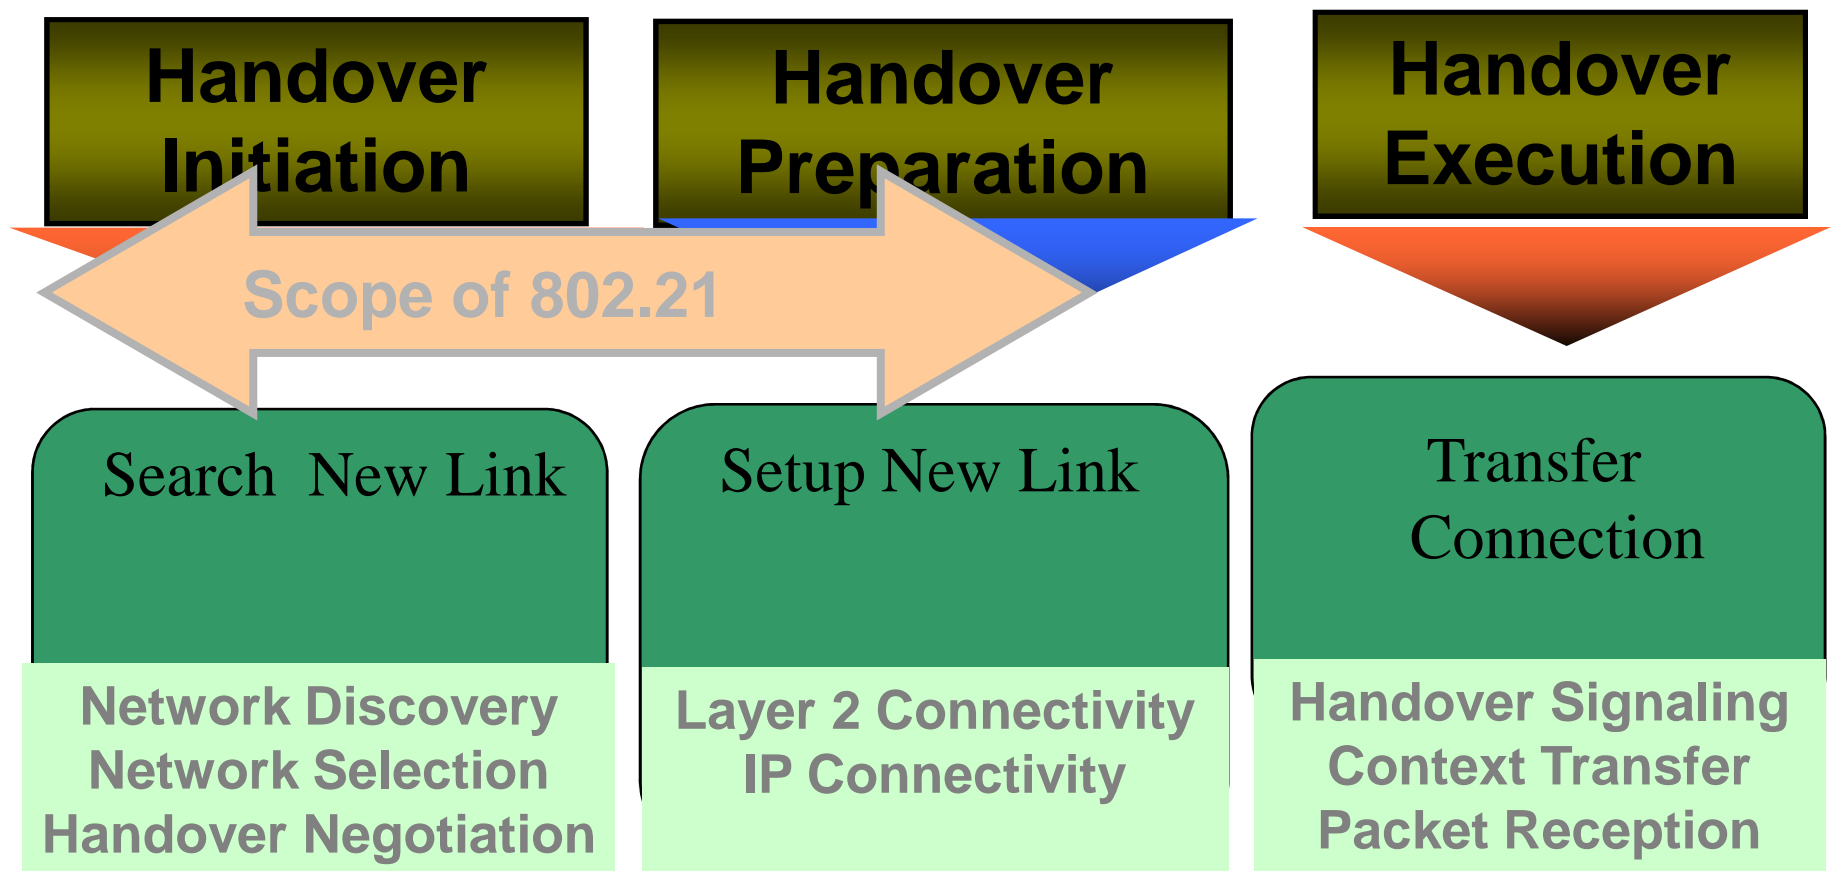 Handover
Initiation
Handover
Preparation
Handover
Execution
Scope of 802.21
Search New Link
Setup New Link
Transfer
Connection
Network Discovery
Network Selection
Handover Negotiation
Layer 2 Connectivity
IP Connectivity
Handover Signaling
Context Transfer
Packet Reception